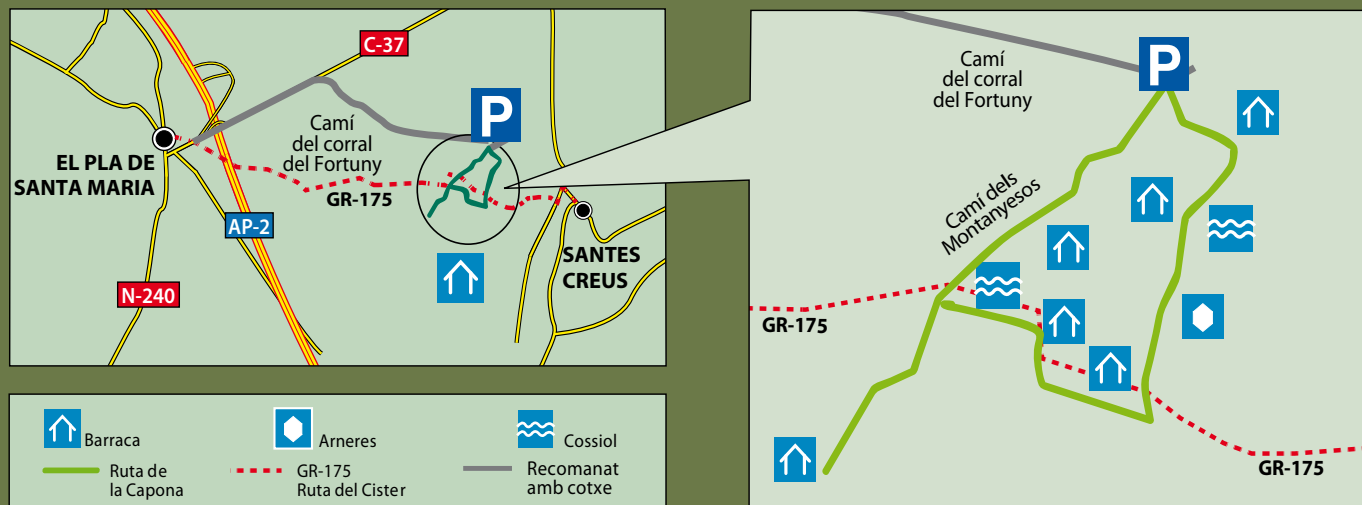 C-37
P
Camí
del corral
del Fortuny
EL PLA DE
SANTA MARIA
GR-175
AP-2
N-240
SANTES
CREUS
Barraca
Arneres
Cossiol
Ruta de
la Capona
GR-175
Ruta del Cister
Recomanat
amb cotxe
P
Camí
del corral
del Fortuny
Camí dels
Montanyesos
GR-175
GR-175